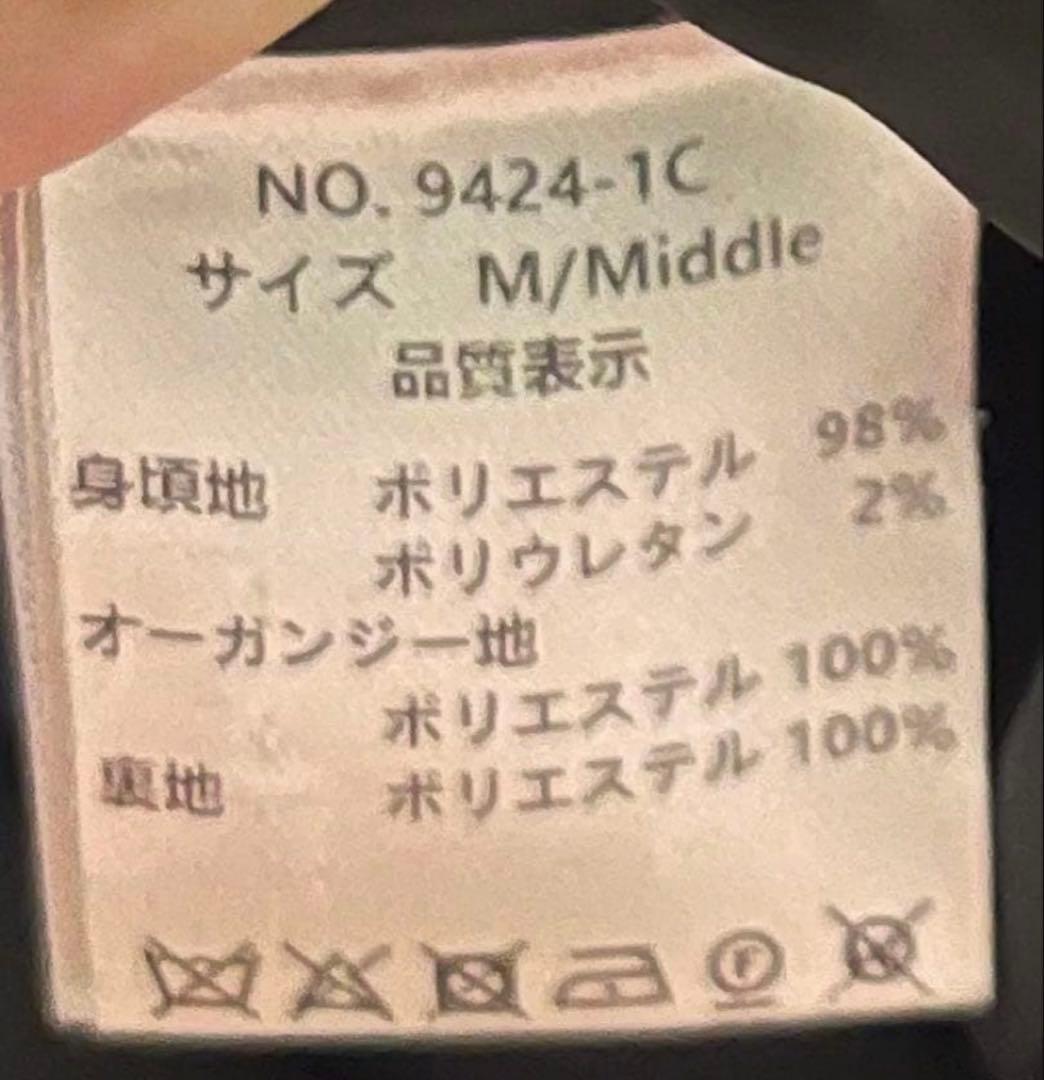 NO. 9424-1C
サイズ M/Middle
品質表示
身頃地 ポリエステル 98%
ポリウレタン 2%
オーガンジー地
ポリエステル 100%
裏地 ポリエステル 100%
F
W